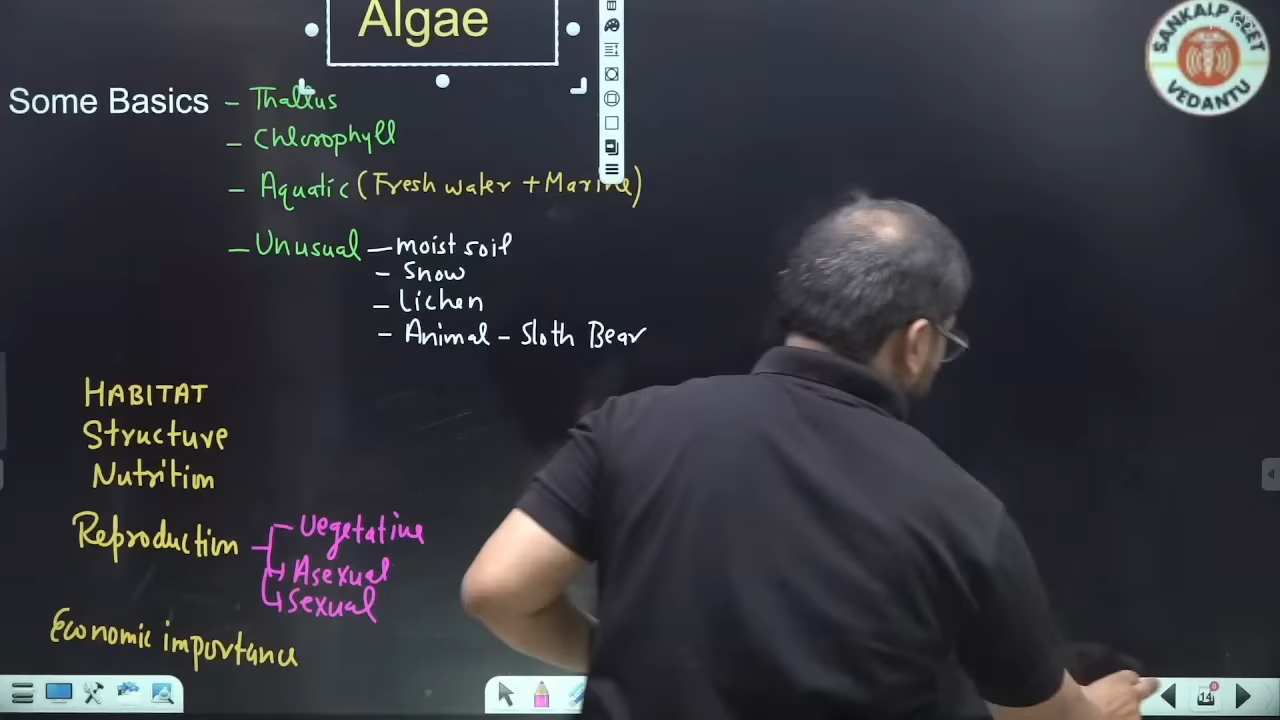 Algae
SANKALP NEET
VEDANTU
Some Basics - Thallus
- Chlorophyll
- Aquatic (Fresh water + Marine)
- Unusual - moist soil
- Snow
- Lichen
- Animal - Sloth Bear
HABITAT
Structure
Nutrition
Reproduction - Vegetative
Asexual
Sexual
Economic importance
14